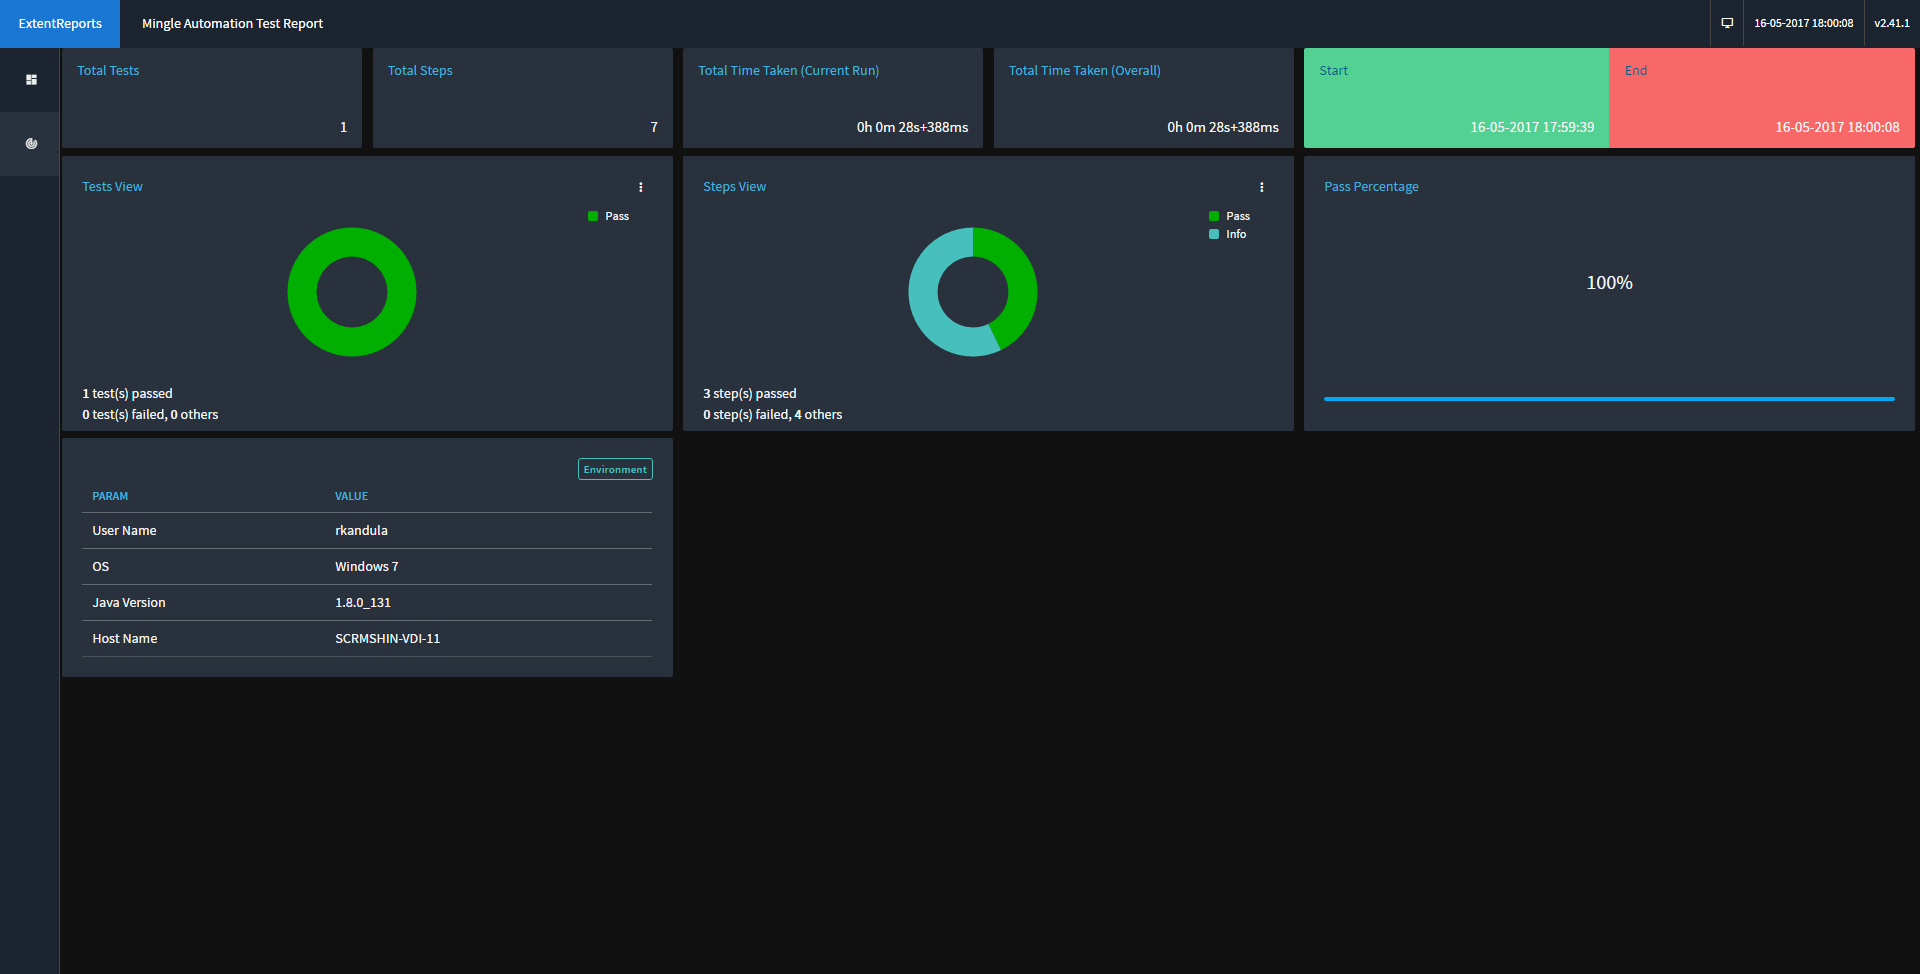 ExtentReports
Mingle Automation Test Report
16-05-2017 18:00:08
v2.41.1
Total Tests
1
Total Steps
7
Total Time Taken (Current Run)
0h 0m 28s+388ms
Total Time Taken (Overall)
0h 0m 28s+388ms
Start
16-05-2017 17:59:39
End
16-05-2017 18:00:08
Tests View
Pass
1 test(s) passed
0 test(s) failed, 0 others
Steps View
Pass
Info
3 step(s) passed
0 step(s) failed, 4 others
Pass Percentage
100%
Environment
PARAM VALUE
User Name rkandula
OS Windows 7
Java Version 1.8.0_131
Host Name SCRMSHIN-VDI-11